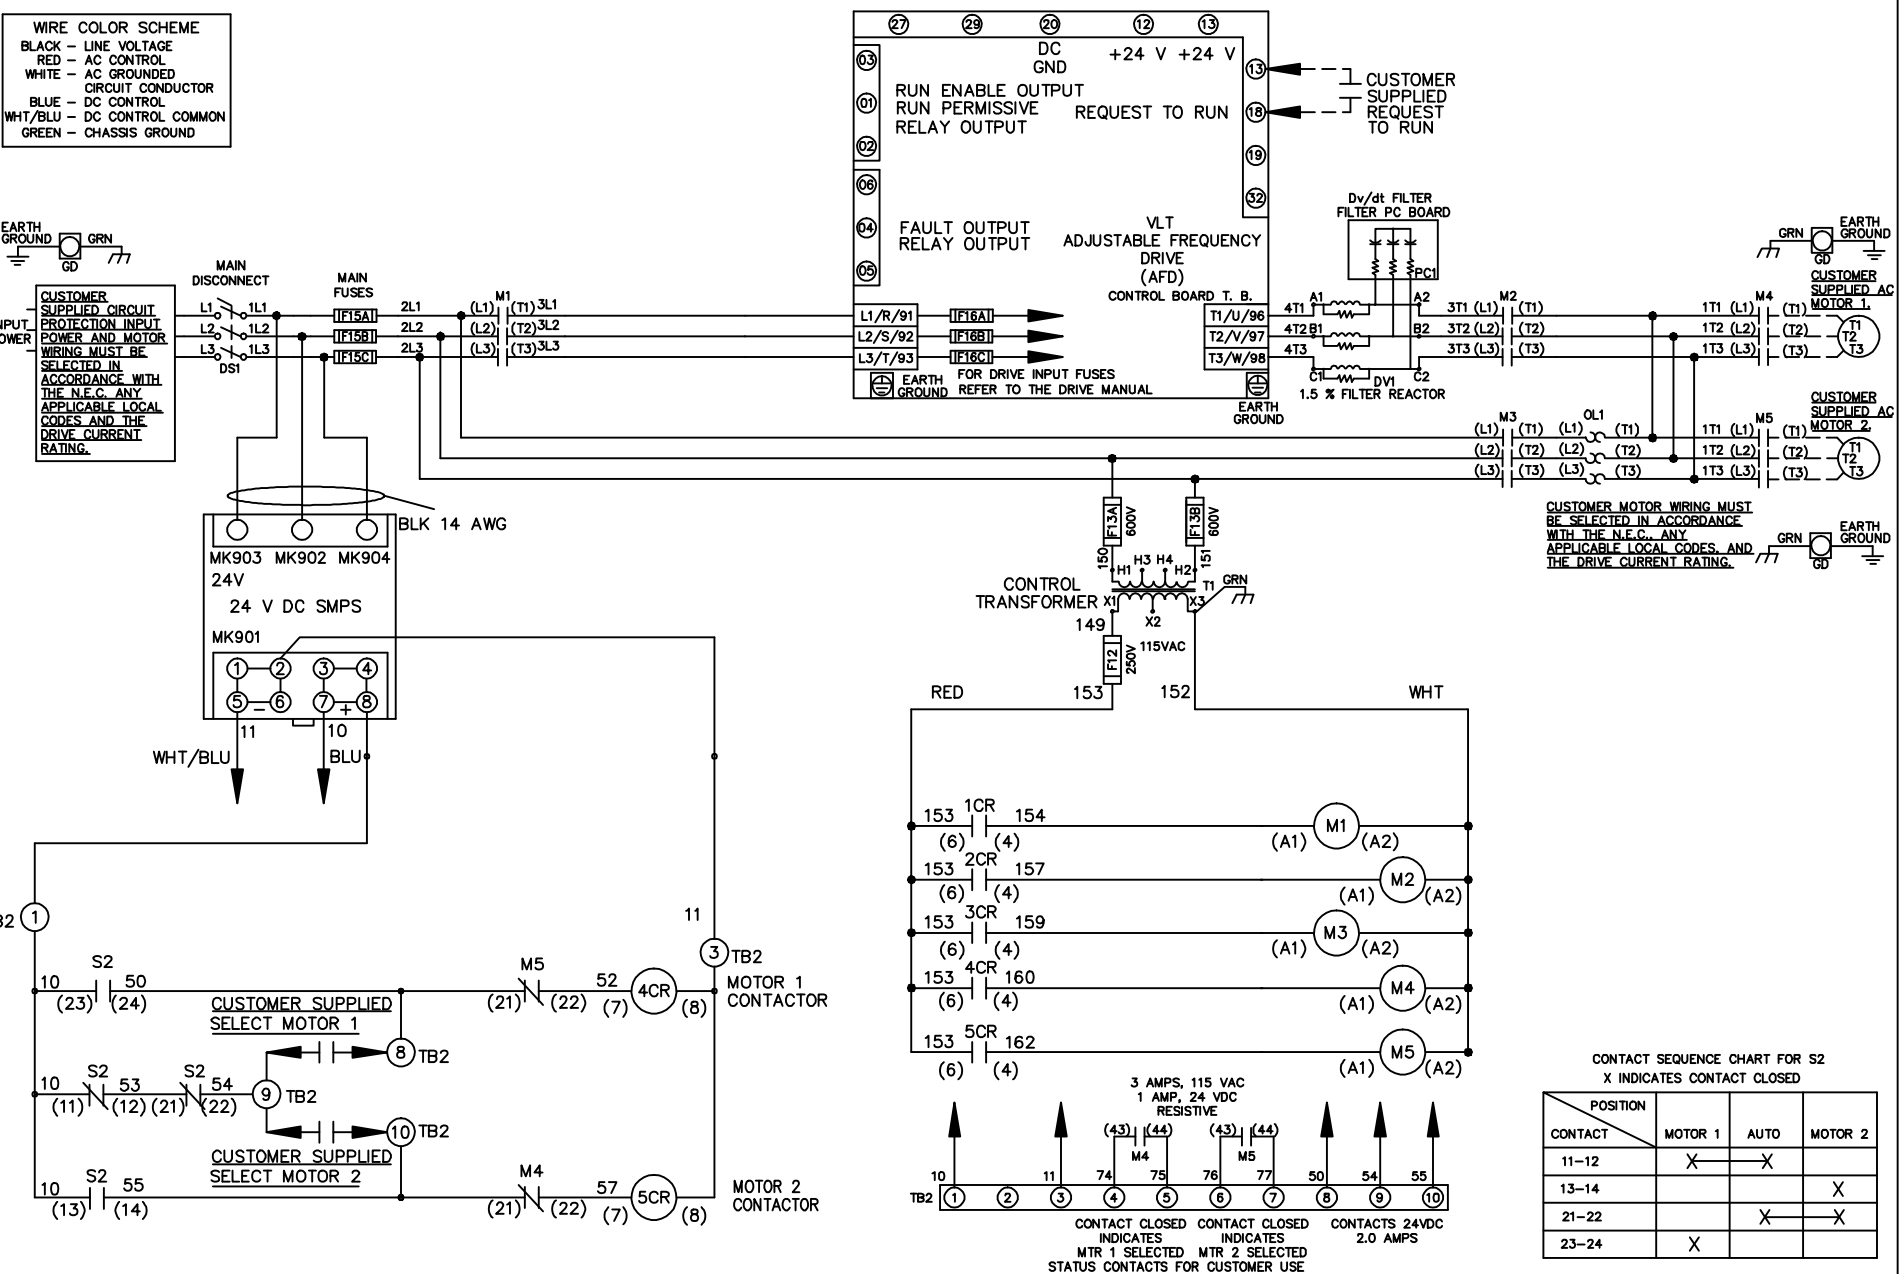 WIRE COLOR SCHEME
BLACK – LINE VOLTAGE
RED – AC CONTROL
WHITE – AC GROUNDED
CIRCUIT CONDUCTOR
BLUE – DC CONTROL
WHT/BLU – DC CONTROL COMMON
GREEN – CHASSIS GROUND
27 29 20 12 13
DC
GND
+24 V +24 V
03
01
02
RUN ENABLE OUTPUT
RUN PERMISSIVE
RELAY OUTPUT
REQUEST TO RUN
13
18
19
32
CUSTOMER
SUPPLIED
REQUEST
TO RUN
06
04
05
FAULT OUTPUT
RELAY OUTPUT
VLT
ADJUSTABLE FREQUENCY
DRIVE
(AFD)
CONTROL BOARD T. B.
L1/R/91 F16A T1/U/96
L2/S/92 F16B T2/V/97
L3/T/93 F16C T3/W/98
EARTH
GROUND
FOR DRIVE INPUT FUSES
REFER TO THE DRIVE MANUAL
EARTH
GROUND
EARTH
GROUND
GRN
GD
CUSTOMER
SUPPLIED CIRCUIT
PROTECTION INPUT
POWER AND MOTOR
WIRING MUST BE
SELECTED IN
ACCORDANCE WITH
THE N.E.C. ANY
APPLICABLE LOCAL
CODES AND THE
DRIVE CURRENT
RATING.
NPUT
OWER
MAIN
DISCONNECT
MAIN
FUSES
L1 1L1 F15A 2L1 (L1) M1 (T1) 3L1
L2 1L2 F15B 2L2 (L2) (T2) 3L2
L3 1L3 F15C 2L3 (L3) (T3) 3L3
DS1
Dv/dt FILTER
FILTER PC BOARD
PC1
4T1 A1 A2
4T2 B1 B2
4T3 C1 C2
DV1
1.5 % FILTER REACTOR
M2
3T1 (L1) (T1)
3T2 (L2) (T2)
3T3 (L3) (T3)
M4
1T1 (L1) (T1)
1T2 (L2) (T2)
1T3 (L3) (T3)
GRN
GD
EARTH
GROUND
CUSTOMER
SUPPLIED AC
MOTOR 1.
T1
T2
T3
M3 OL1
(L1) (T1) (L1) (T1)
(L2) (T2) (L2) (T2)
(L3) (T3) (L3) (T3)
M5
1T1 (L1) (T1)
1T2 (L2) (T2)
1T3 (L3) (T3)
CUSTOMER
SUPPLIED AC
MOTOR 2.
T1
T2
T3
CUSTOMER MOTOR WIRING MUST
BE SELECTED IN ACCORDANCE
WITH THE N.E.C., ANY
APPLICABLE LOCAL CODES, AND
THE DRIVE CURRENT RATING.
GRN
GD
EARTH
GROUND
BLK 14 AWG
MK903 MK902 MK904
24V
24 V DC SMPS
MK901
1 2 3 4
5 – 6 7 + 8
11 10
WHT/BLU BLU
F13A 600V
F13B 600V
150 151
H1 H3 H4 H2
CONTROL
TRANSFORMER
T1
GRN
X1 X2 X3
149
F12 250V
115VAC
153 152
RED WHT
153 1CR 154 M1
(6) (4) (A1) (A2)
153 2CR 157 M2
(6) (4) (A1) (A2)
153 3CR 159 M3
(6) (4) (A1) (A2)
153 4CR 160 M4
(6) (4) (A1) (A2)
153 5CR 162 M5
(6) (4) (A1) (A2)
B2 1
11
3 TB2
10 S2 50 M5 52 4CR
(23) (24) (21) (22) (7) (8)
MOTOR 1
CONTACTOR
CUSTOMER SUPPLIED
SELECT MOTOR 1
8 TB2
10 S2 53 S2 54
(11) (12) (21) (22)
9 TB2
10 TB2
CUSTOMER SUPPLIED
SELECT MOTOR 2
10 S2 55 M4 57 5CR
(13) (14) (21) (22) (7) (8)
MOTOR 2
CONTACTOR
3 AMPS, 115 VAC
1 AMP, 24 VDC
RESISTIVE
(43) (44) (43) (44)
M4 M5
10 11 74 75 76 77 50 54 55
TB2 1 2 3 4 5 6 7 8 9 10
CONTACT CLOSED
INDICATES
MTR 1 SELECTED
CONTACT CLOSED
INDICATES
MTR 2 SELECTED
STATUS CONTACTS FOR CUSTOMER USE
CONTACTS 24VDC
2.0 AMPS
CONTACT SEQUENCE CHART FOR S2
X INDICATES CONTACT CLOSED
POSITION
CONTACT MOTOR 1 AUTO MOTOR 2
11–12 X X
13–14 X
21–22 X X
23–24 X